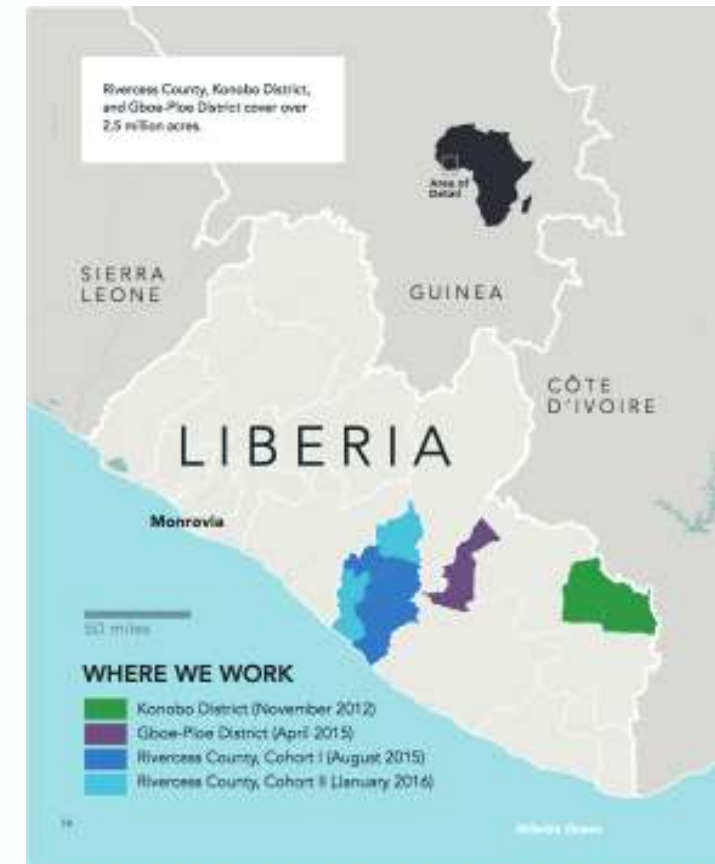 Rivercess County, Konobo District,
and Gboe-Ploe District cover over
2.5 million acres.
Area of
Detail
SIERRA
LEONE
GUINEA
CÔTE
D'IVOIRE
LIBERIA
Monrovia
50 miles
WHERE WE WORK
Konobo District (November 2012)
Gboe-Ploe District (April 2015)
Rivercess County, Cohort I (August 2015)
Rivercess County, Cohort II (January 2016)
Atlantic Ocean